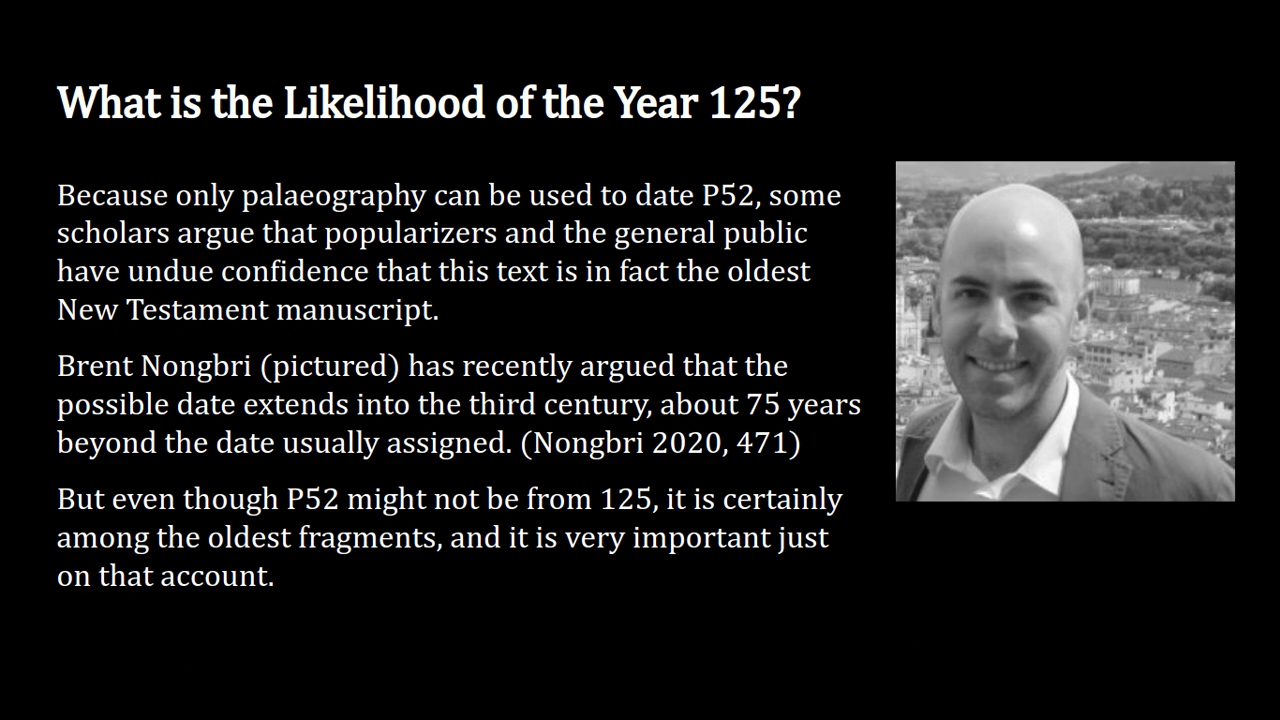 What is the Likelihood of the Year 125?
Because only palaeography can be used to date P52, some
scholars argue that popularizers and the general public
have undue confidence that this text is in fact the oldest
New Testament manuscript.
Brent Nongbri (pictured) has recently argued that the
possible date extends into the third century, about 75 years
beyond the date usually assigned. (Nongbri 2020, 471)
But even though P52 might not be from 125, it is certainly
among the oldest fragments, and it is very important just
on that account.